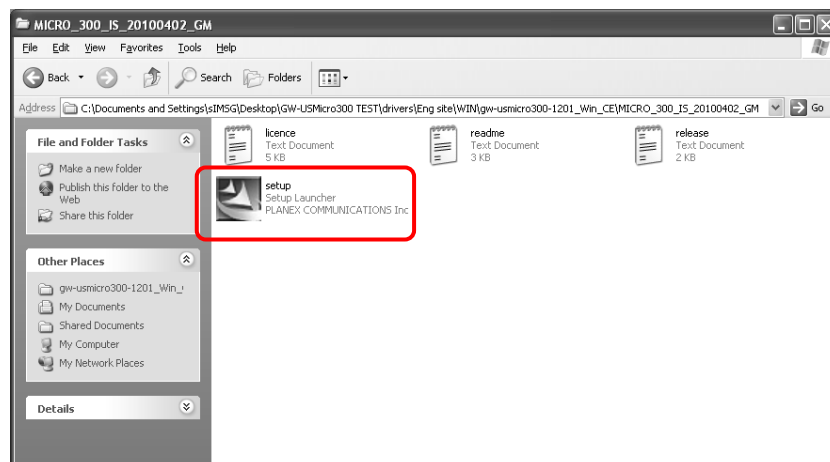 MICRO_300_IS_20100402_GM
File Edit View Favorites Tools Help
Back Search Folders
Address C:\Documents and Settings\sIMSG\Desktop\GW-USMicro300 TEST\drivers\Eng site\WIN\gw-usmicro300-1201_Win_CE\MICRO_300_IS_20100402_GM Go
File and Folder Tasks
Make a new folder
Publish this folder to the
Web
Share this folder
Other Places
gw-usmicro300-1201_Win_
My Documents
Shared Documents
My Computer
My Network Places
Details
licence
Text Document
5 KB
readme
Text Document
3 KB
release
Text Document
2 KB
setup
Setup Launcher
PLANEX COMMUNICATIONS Inc